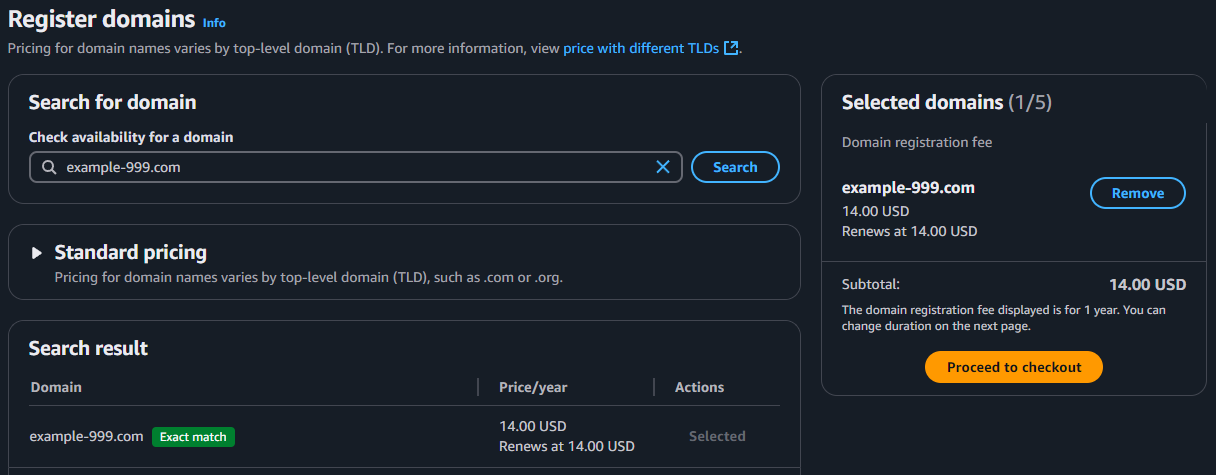 Register domains Info
Pricing for domain names varies by top-level domain (TLD). For more information, view price with different TLDs.
Search for domain
Check availability for a domain
example-999.com
Search
Standard pricing
Pricing for domain names varies by top-level domain (TLD), such as .com or .org.
Search result
Domain
Price/year
Actions
example-999.com Exact match
14.00 USD
Renews at 14.00 USD
Selected
Selected domains (1/5)
Domain registration fee
example-999.com
14.00 USD
Renews at 14.00 USD
Remove
Subtotal:
14.00 USD
The domain registration fee displayed is for 1 year. You can
change duration on the next page.
Proceed to checkout